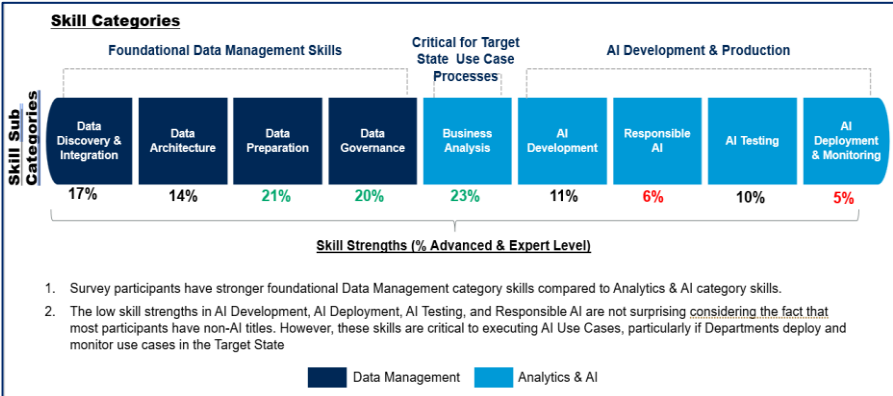 Skill Categories
Foundational Data Management Skills
Critical for Target
State Use Case
Processes
AI Development & Production
Skill Sub
Categories
Data
Discovery &
Integration
Data
Architecture
Data
Preparation
Data
Governance
Business
Analysis
AI
Development
Responsible
AI
AI Testing
AI
Deployment
& Monitoring
17%
14%
21%
20%
23%
11%
6%
10%
5%
Skill Strengths (% Advanced & Expert Level)
1. Survey participants have stronger foundational Data Management category skills compared to Analytics & AI category skills.
2. The low skill strengths in AI Development, AI Deployment, AI Testing, and Responsible AI are not surprising considering the fact that
most participants have non-AI titles. However, these skills are critical to executing AI Use Cases, particularly if Departments deploy and
monitor use cases in the Target State
Data Management
Analytics & AI